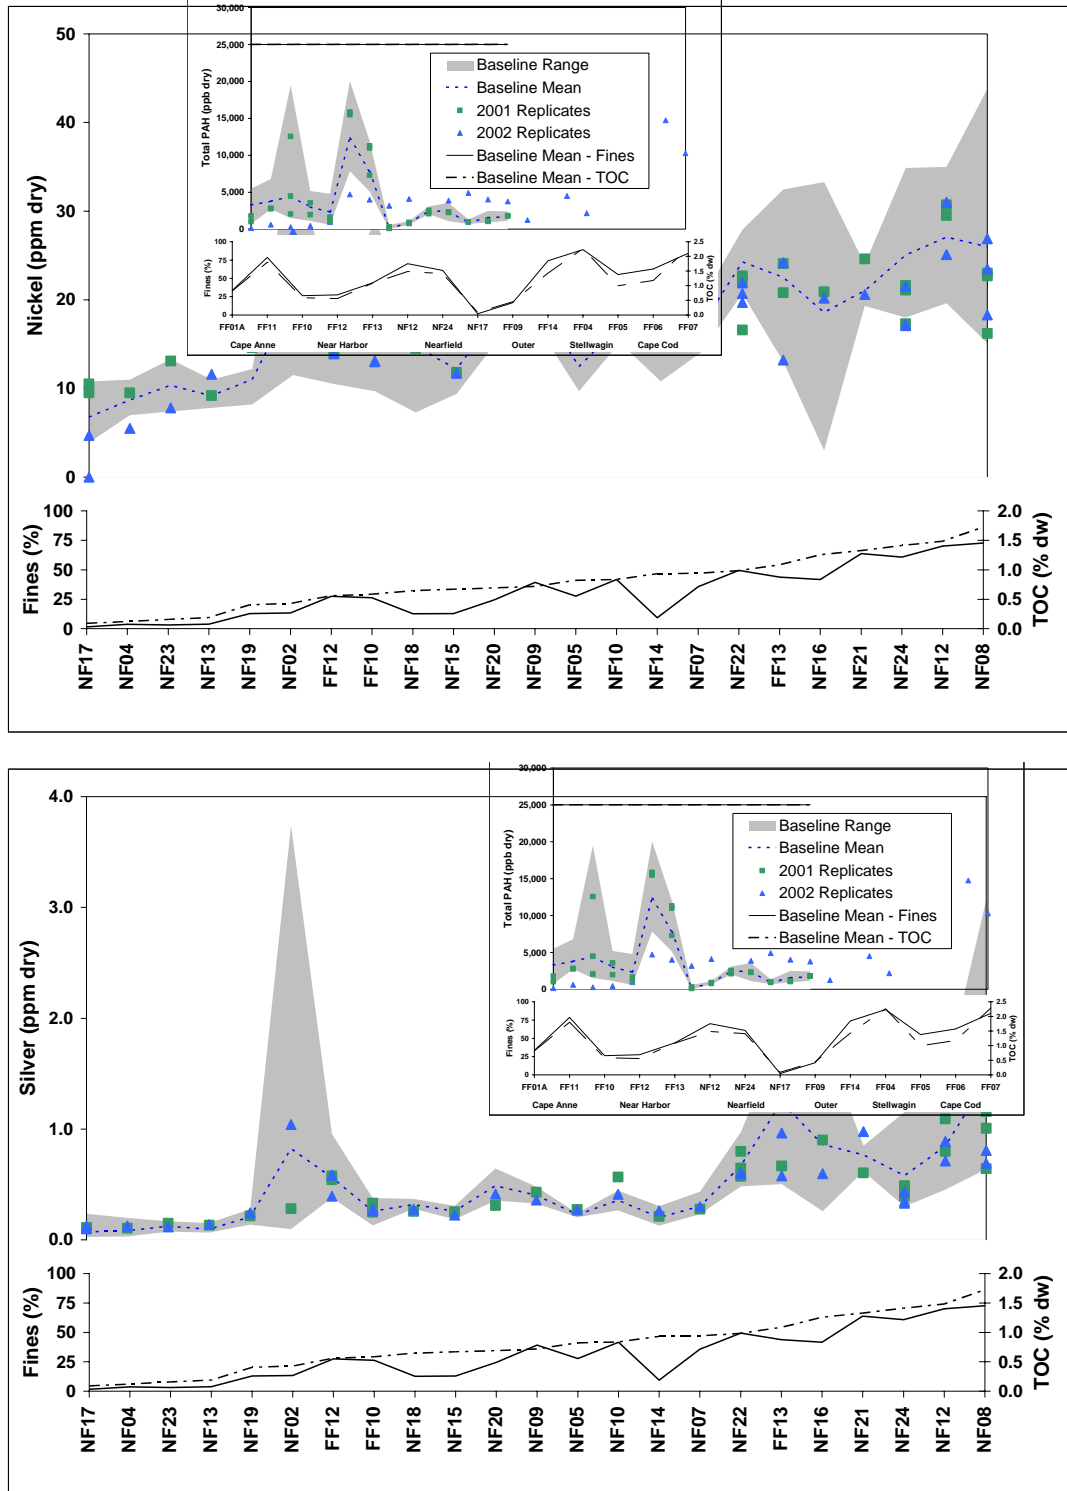 30,000
25,000
20,000
15,000
10,000
5,000
0
Total PAH (ppb dry)
Baseline Range
Baseline Mean
2001 Replicates
2002 Replicates
Baseline Mean - Fines
Baseline Mean - TOC
100
75
50
25
0
Fines (%)
2.5
2.0
1.5
1.0
0.5
0.0
TOC (% dw)
FF01A FF11 FF10 FF12 FF13 NF12 NF24 NF17 FF09 FF14 FF04 FF05 FF06 FF07
Cape Anne Near Harbor Nearfield Outer Stellwagin Cape Cod
50
40
30
20
10
0
Nickel (ppm dry)
100
75
50
25
0
Fines (%)
2.0
1.5
1.0
0.5
0.0
TOC (% dw)
NF17 NF04 NF23 NF13 NF19 NF02 FF12 FF10 NF18 NF15 NF20 NF09 NF05 NF10 NF14 NF07 NF22 FF13 NF16 NF21 NF24 NF12 NF08
30,000
25,000
20,000
15,000
10,000
5,000
0
Total PAH (ppb dry)
Baseline Range
Baseline Mean
2001 Replicates
2002 Replicates
Baseline Mean - Fines
Baseline Mean - TOC
100
75
50
25
0
Fines (%)
2.5
2.0
1.5
1.0
0.5
0.0
TOC (% dw)
FF01A FF11 FF10 FF12 FF13 NF12 NF24 NF17 FF09 FF14 FF04 FF05 FF06 FF07
Cape Anne Near Harbor Nearfield Outer Stellwagin Cape Cod
4.0
3.0
2.0
1.0
0.0
Silver (ppm dry)
100
75
50
25
0
Fines (%)
2.0
1.5
1.0
0.5
0.0
TOC (% dw)
NF17 NF04 NF23 NF13 NF19 NF02 FF12 FF10 NF18 NF15 NF20 NF09 NF05 NF10 NF14 NF07 NF22 FF13 NF16 NF21 NF24 NF12 NF08